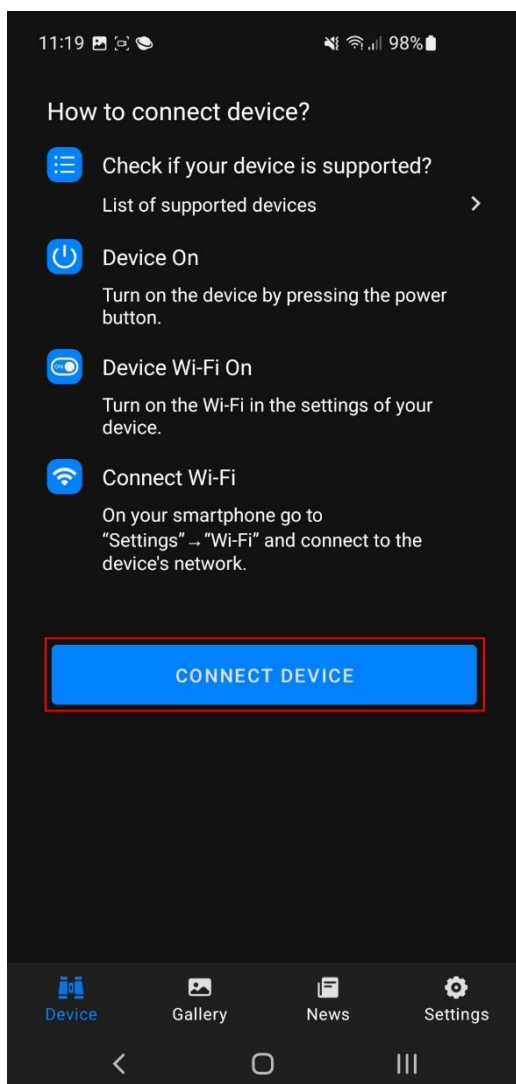 11:19
98%
How to connect device?
Check if your device is supported?
List of supported devices
Device On
Turn on the device by pressing the power
button.
Device Wi-Fi On
Turn on the Wi-Fi in the settings of your
device.
Connect Wi-Fi
On your smartphone go to
“Settings”→“Wi-Fi” and connect to the
device's network.
CONNECT DEVICE
Device
Gallery
News
Settings